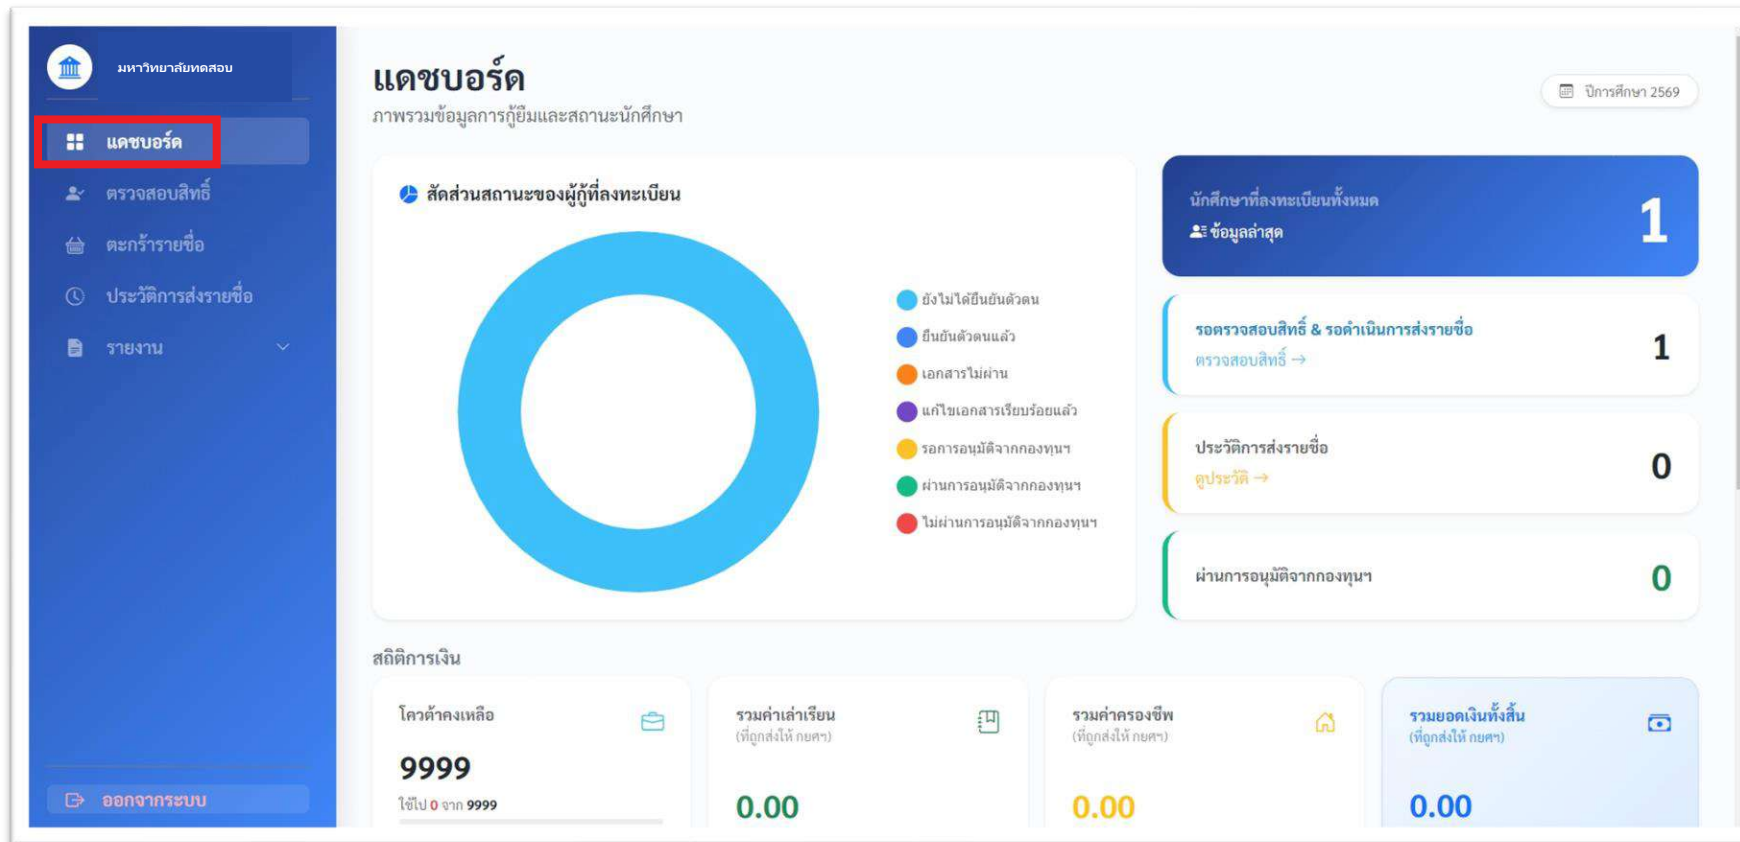 มหาวิทยาลัยทดสอบ
แดชบอร์ด
ตรวจสอบสิทธิ์
ตะกร้ารายชื่อ
ประวัติการส่งรายชื่อ
รายงาน
ออกจากระบบ
แดชบอร์ด
ภาพรวมข้อมูลการกู้ยืมและสถานะนักศึกษา
ปีการศึกษา 2569
สัดส่วนสถานะของผู้กู้ที่ลงทะเบียน
ยังไม่ได้ยืนยันตัวตน
ยืนยันตัวตนแล้ว
เอกสารไม่ผ่าน
แก้ไขเอกสารเรียบร้อยแล้ว
รอการอนุมัติจากกองทุนฯ
ผ่านการอนุมัติจากกองทุนฯ
ไม่ผ่านการอนุมัติจากกองทุนฯ
นักศึกษาที่ลงทะเบียนทั้งหมด
ข้อมูลล่าสุด
1
รอตรวจสอบสิทธิ์ & รอดำเนินการส่งรายชื่อ
ตรวจสอบสิทธิ์ →
1
ประวัติการส่งรายชื่อ
ดูประวัติ →
0
ผ่านการอนุมัติจากกองทุนฯ
0
สถิติการเงิน
โควต้าคงเหลือ
9999
ใช้ไป 0 จาก 9999
รวมค่าเล่าเรียน
(ที่ถูกส่งให้ กยศฯ)
0.00
รวมค่าครองชีพ
(ที่ถูกส่งให้ กยศฯ)
0.00
รวมยอดเงินทั้งสิ้น
(ที่ถูกส่งให้ กยศฯ)
0.00